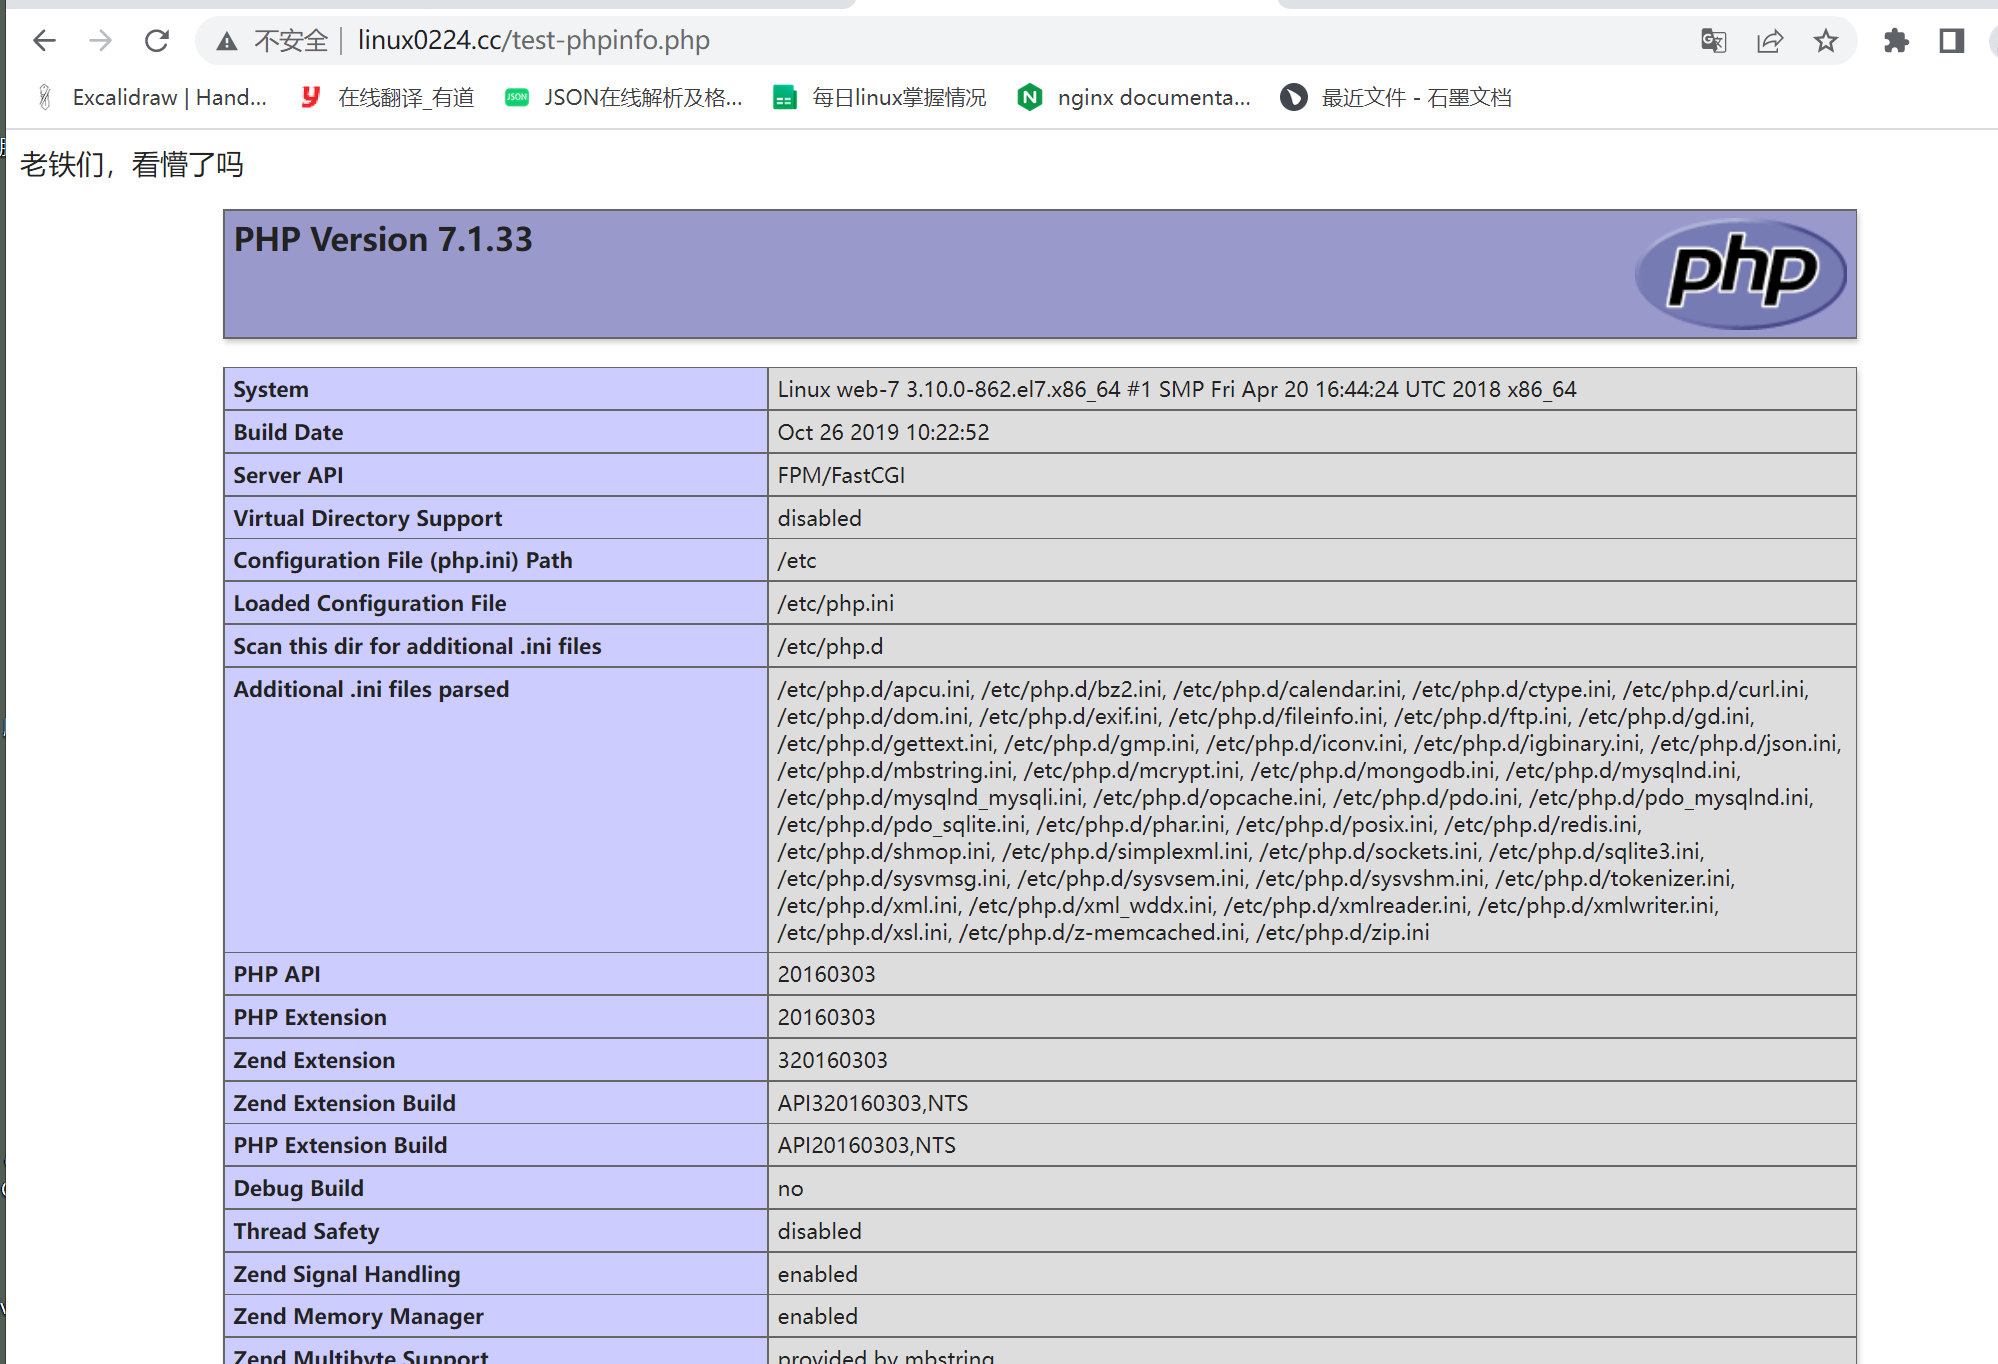 不安全 linux0224.cc/test-phpinfo.php
Excalidraw | Hand... 在线翻译_有道 JSON JSON在线解析及格... 每日linux掌握情况 nginx documenta... 最近文件 - 石墨文档
老铁们，看懵了吗
PHP Version 7.1.33 php
System Linux web-7 3.10.0-862.el7.x86_64 #1 SMP Fri Apr 20 16:44:24 UTC 2018 x86_64
Build Date Oct 26 2019 10:22:52
Server API FPM/FastCGI
Virtual Directory Support disabled
Configuration File (php.ini) Path /etc
Loaded Configuration File /etc/php.ini
Scan this dir for additional .ini files /etc/php.d
Additional .ini files parsed /etc/php.d/apcu.ini, /etc/php.d/bz2.ini, /etc/php.d/calendar.ini, /etc/php.d/ctype.ini, /etc/php.d/curl.ini,
/etc/php.d/dom.ini, /etc/php.d/exif.ini, /etc/php.d/fileinfo.ini, /etc/php.d/ftp.ini, /etc/php.d/gd.ini,
/etc/php.d/gettext.ini, /etc/php.d/gmp.ini, /etc/php.d/iconv.ini, /etc/php.d/igbinary.ini, /etc/php.d/json.ini,
/etc/php.d/mbstring.ini, /etc/php.d/mcrypt.ini, /etc/php.d/mongodb.ini, /etc/php.d/mysqlnd.ini,
/etc/php.d/mysqlnd_mysqli.ini, /etc/php.d/opcache.ini, /etc/php.d/pdo.ini, /etc/php.d/pdo_mysqlnd.ini,
/etc/php.d/pdo_sqlite.ini, /etc/php.d/phar.ini, /etc/php.d/posix.ini, /etc/php.d/redis.ini,
/etc/php.d/shmop.ini, /etc/php.d/simplexml.ini, /etc/php.d/sockets.ini, /etc/php.d/sqlite3.ini,
/etc/php.d/sysvmsg.ini, /etc/php.d/sysvsem.ini, /etc/php.d/sysvshm.ini, /etc/php.d/tokenizer.ini,
/etc/php.d/xml.ini, /etc/php.d/xml_wddx.ini, /etc/php.d/xmlreader.ini, /etc/php.d/xmlwriter.ini,
/etc/php.d/xsl.ini, /etc/php.d/z-memcached.ini, /etc/php.d/zip.ini
PHP API 20160303
PHP Extension 20160303
Zend Extension 320160303
Zend Extension Build API320160303,NTS
PHP Extension Build API20160303,NTS
Debug Build no
Thread Safety disabled
Zend Signal Handling enabled
Zend Memory Manager enabled
Zend Multibyte Support provided by mbstring